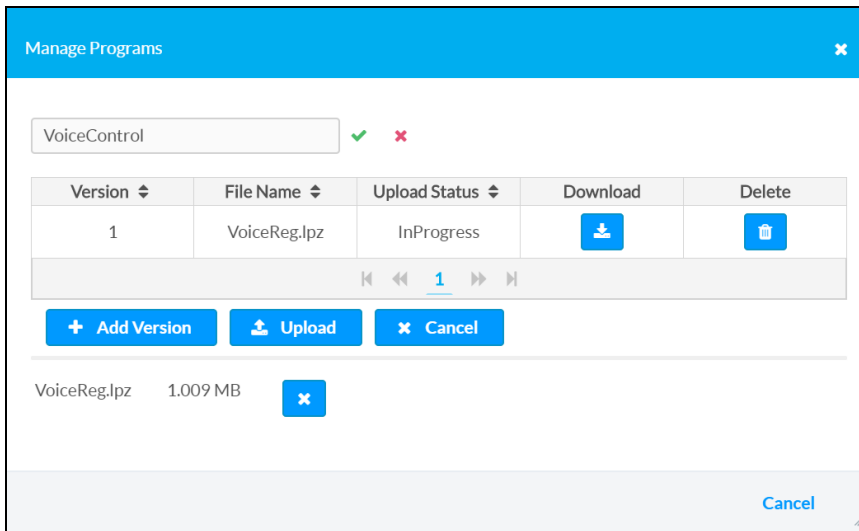 Manage Programs
VoiceControl
Version File Name Upload Status Download Delete
1 VoiceReg.lpz InProgress
1
Add Version Upload Cancel
VoiceReg.lpz 1.009 MB
Cancel